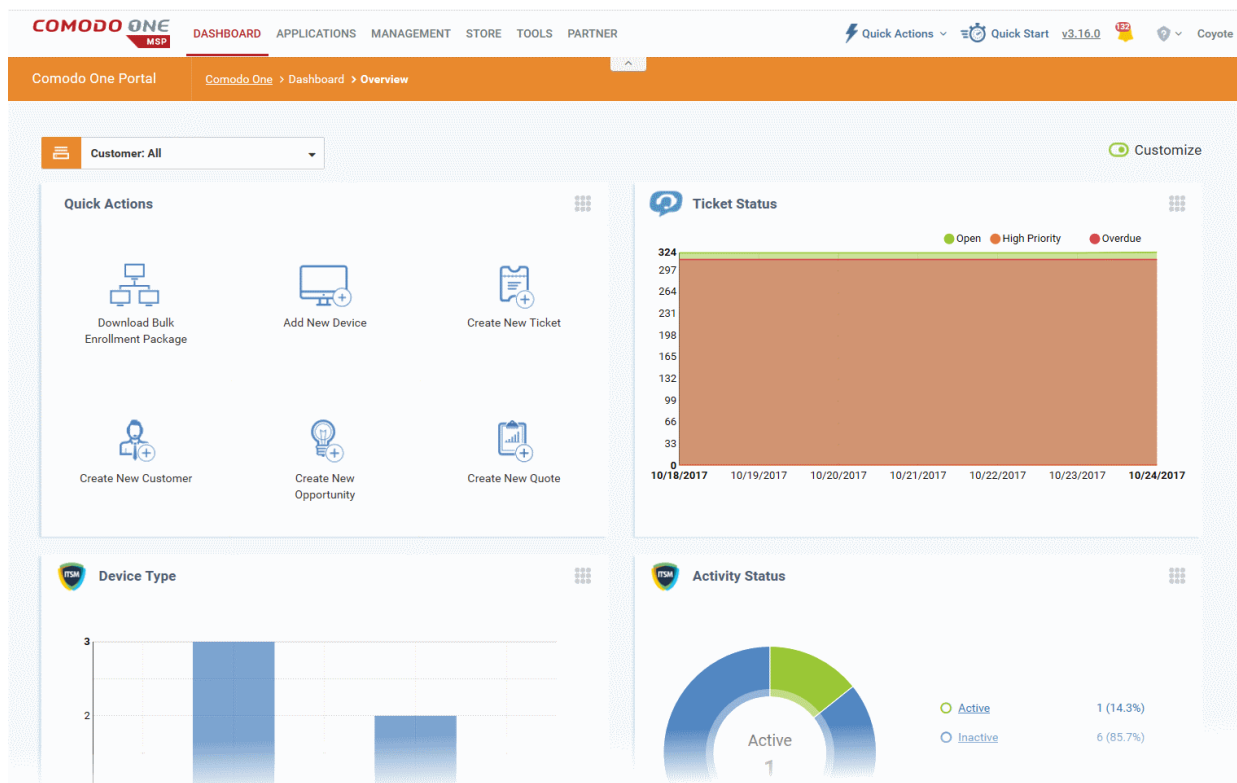 COMODO ONE
MSP
DASHBOARD APPLICATIONS MANAGEMENT STORE TOOLS PARTNER
Quick Actions Quick Start v3.16.0 132 ? Coyote
Comodo One Portal Comodo One > Dashboard > Overview
Customer: All
Customize
Quick Actions
Download Bulk
Enrollment Package
Add New Device
Create New Ticket
Create New Customer
Create New
Opportunity
Create New Quote
Ticket Status
Open High Priority Overdue
324
297
264
231
198
165
132
99
66
33
0
10/18/2017 10/19/2017 10/20/2017 10/21/2017 10/22/2017 10/23/2017 10/24/2017
ITSM Device Type
3
2
ITSM Activity Status
Active
1
Active 1 (14.3%)
Inactive 6 (85.7%)